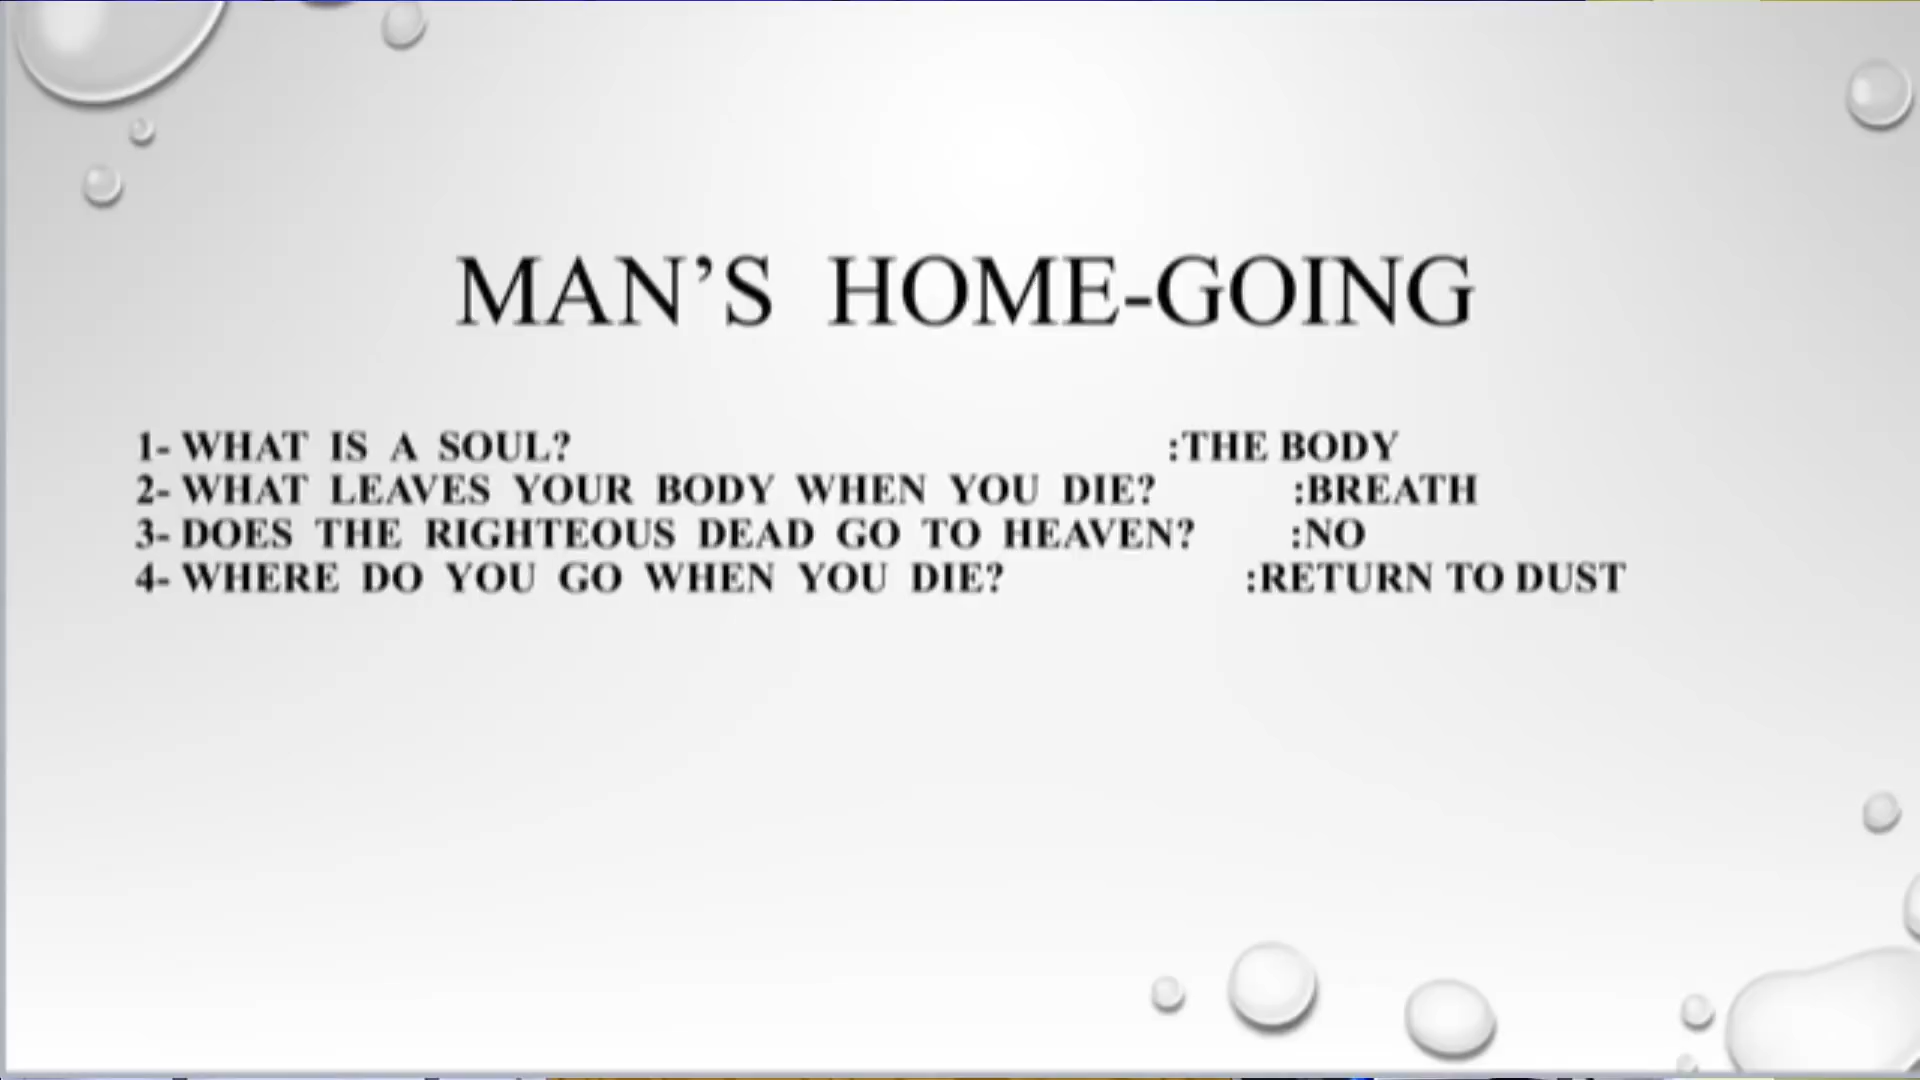 MAN'S HOME-GOING
1- WHAT IS A SOUL? :THE BODY
2- WHAT LEAVES YOUR BODY WHEN YOU DIE? :BREATH
3- DOES THE RIGHTEOUS DEAD GO TO HEAVEN? :NO
4- WHERE DO YOU GO WHEN YOU DIE? :RETURN TO DUST